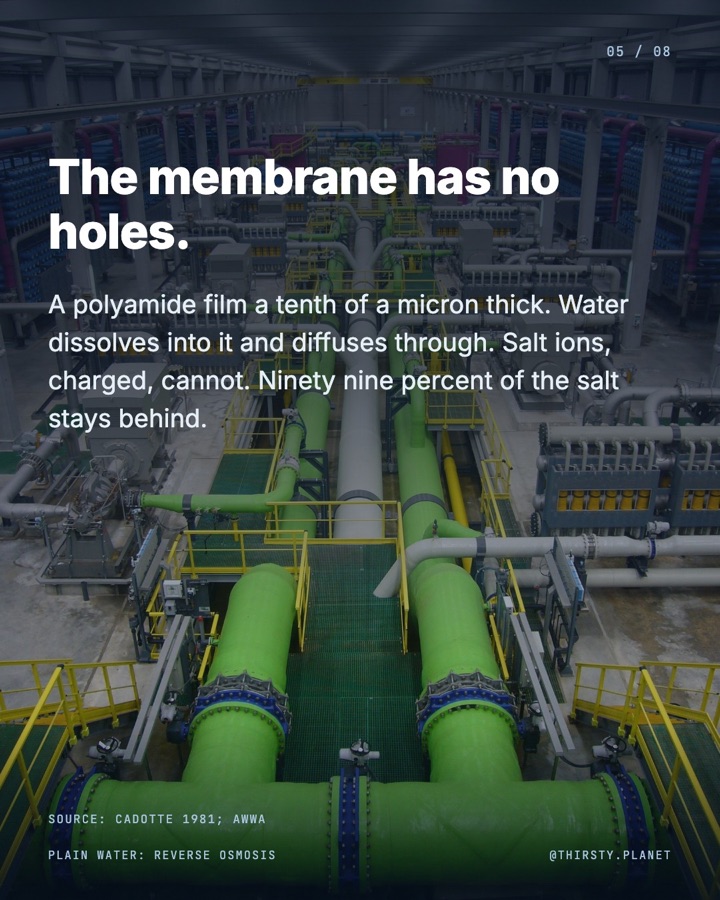 05 / 08
The membrane has no
holes.
A polyamide film a tenth of a micron thick. Water
dissolves into it and diffuses through. Salt ions,
charged, cannot. Ninety nine percent of the salt
stays behind.
SOURCE: CADOTTE 1981; AWWA
PLAIN WATER: REVERSE OSMOSIS
@THIRSTY.PLANET